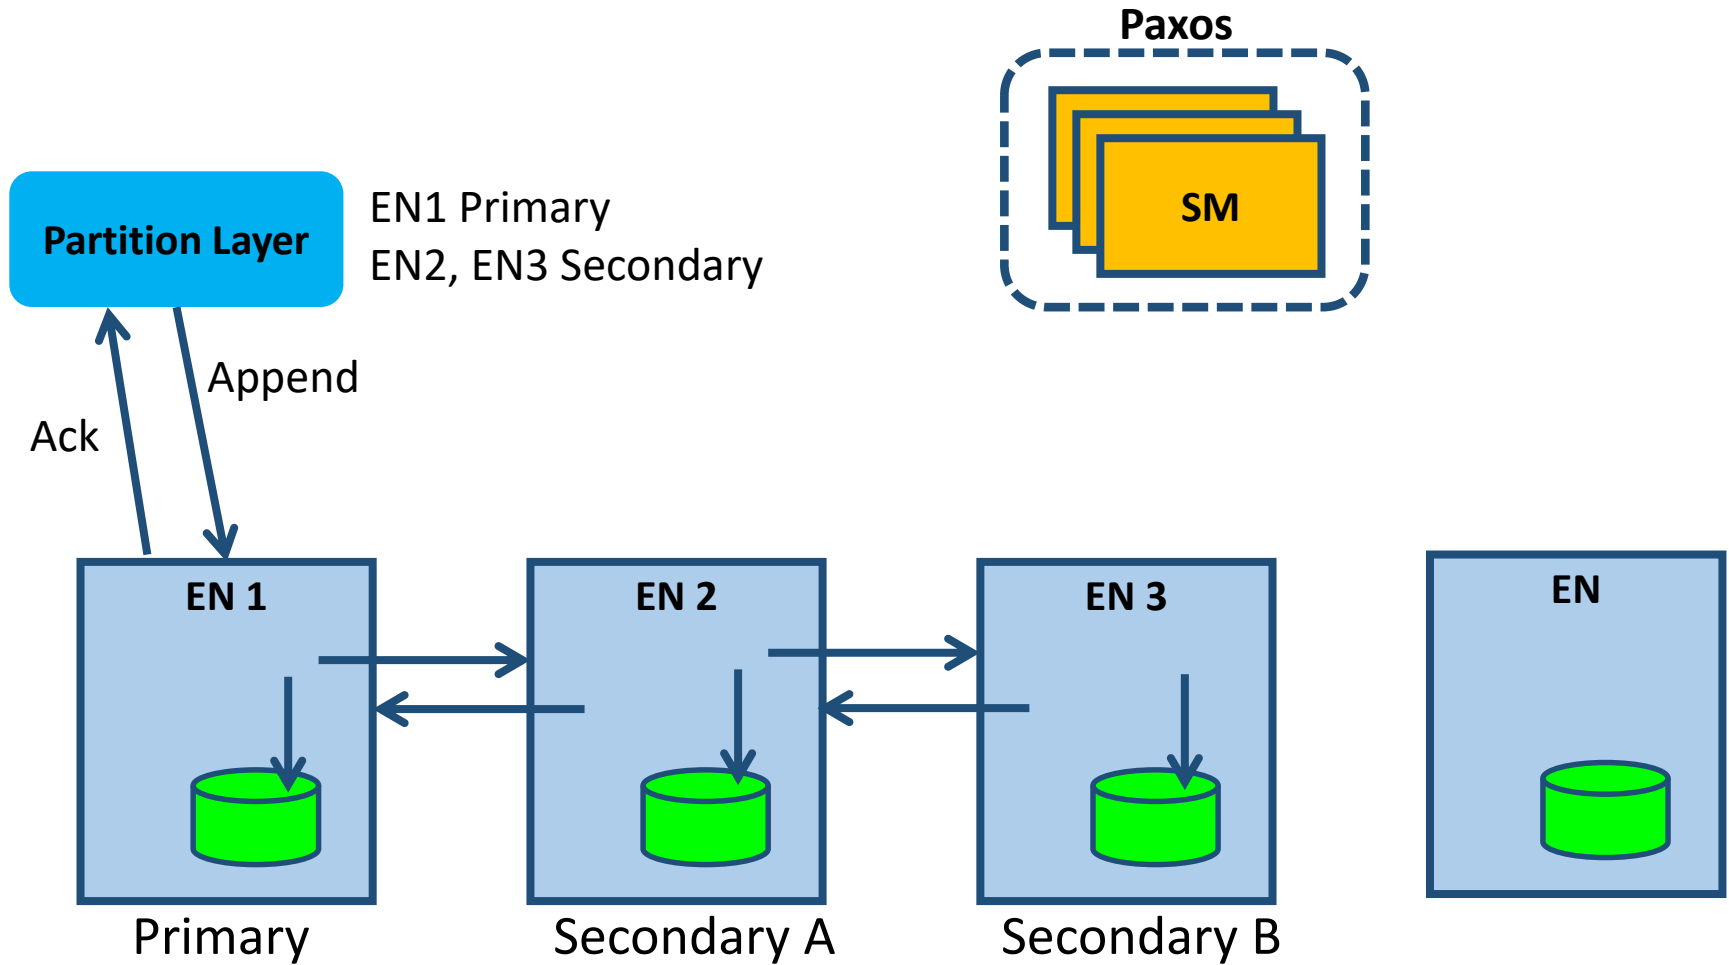 Paxos
SM
Partition Layer
EN1 Primary
EN2, EN3 Secondary
Append
Ack
EN 1
EN 2
EN 3
EN
Primary
Secondary A
Secondary B